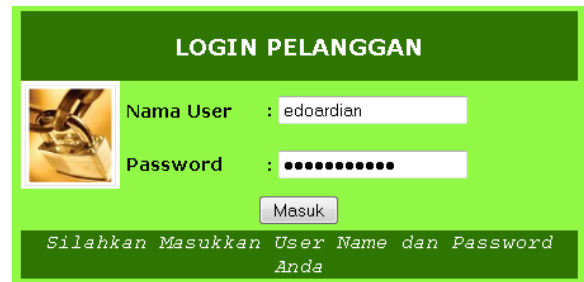 LOGIN PELANGGAN
Nama User : edoardian
Password : ●●●●●●●●●●●
Masuk
Silahkan Masukkan User Name dan Password
Anda